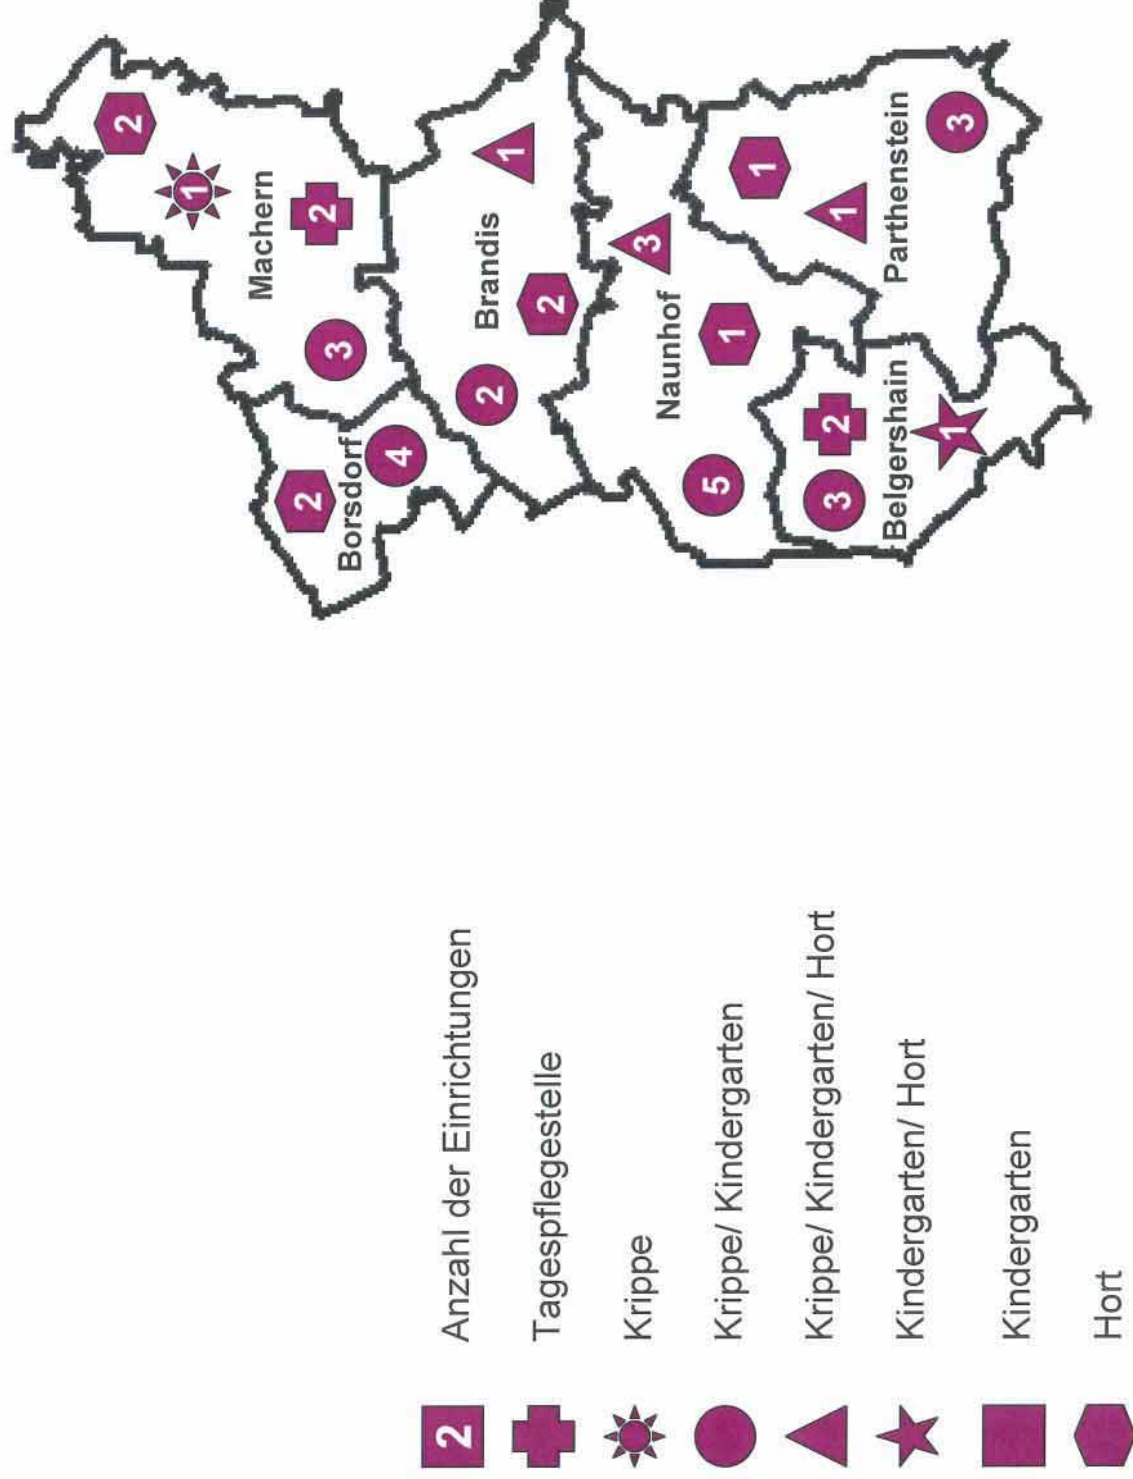 2 Anzahl der Einrichtungen
Tagespflegestelle
Krippe
Krippe/ Kindergarten
Krippe/ Kindergarten/ Hort
Kindergarten/ Hort
Kindergarten
Hort
2
1
Machern
2
3
2
Borsdorf
4
2
Brandis
1
2
3
Naunhof
5
1
3
2
Belgershain
1
1
1
Parthenstein
3